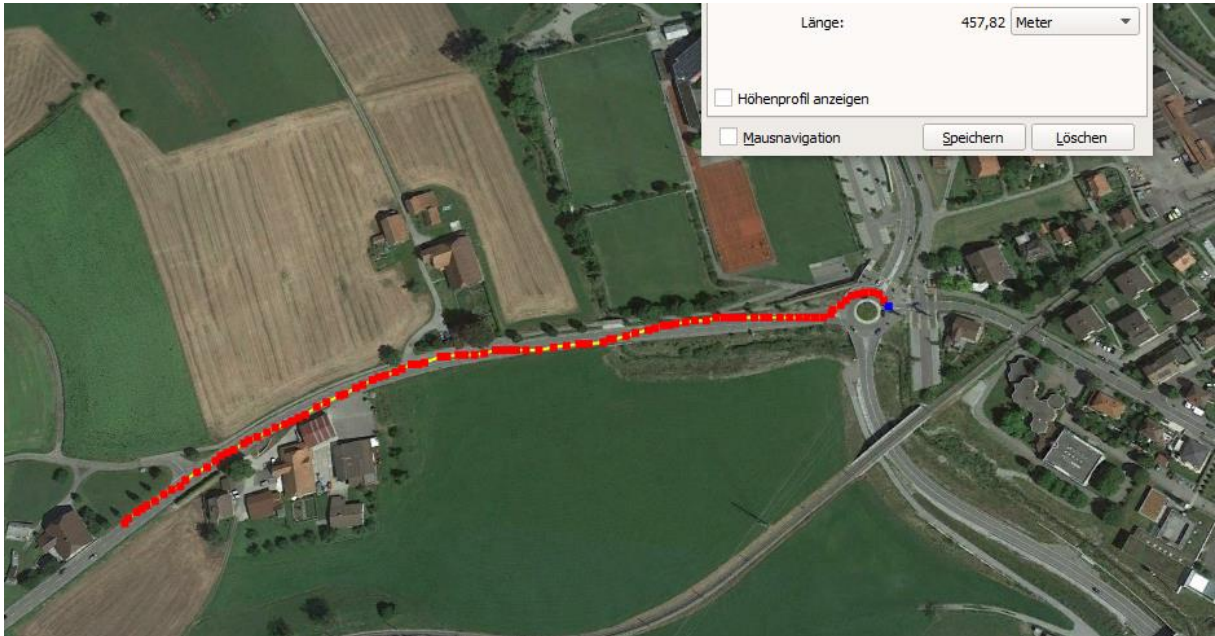 Länge: 457,82 Meter
Höhenprofil anzeigen
Mausnavigation Speichern Löschen